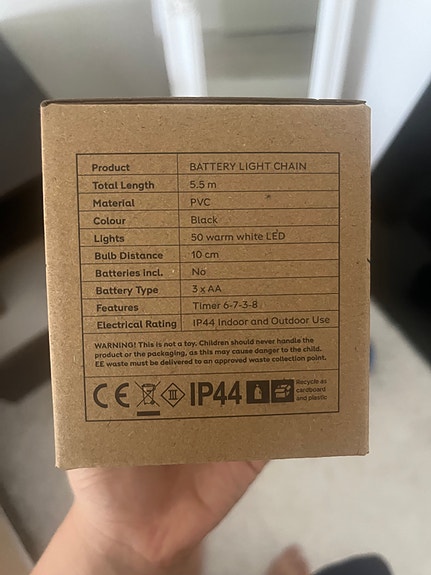 Product BATTERY LIGHT CHAIN
Total Length 5.5 m
Material PVC
Colour Black
Lights 50 warm white LED
Bulb Distance 10 cm
Batteries Incl. No
Battery Type 3 x AA
Features Timer 6-7-3-8
Electrical Rating IP44 Indoor and Outdoor Use
WARNING! This is not a toy. Children should never handle the
product or the packaging, as this may cause danger to the child.
EE waste must be delivered to an approved waste collection point.
CE III IP44 Recycle as
cardboard
and plastic